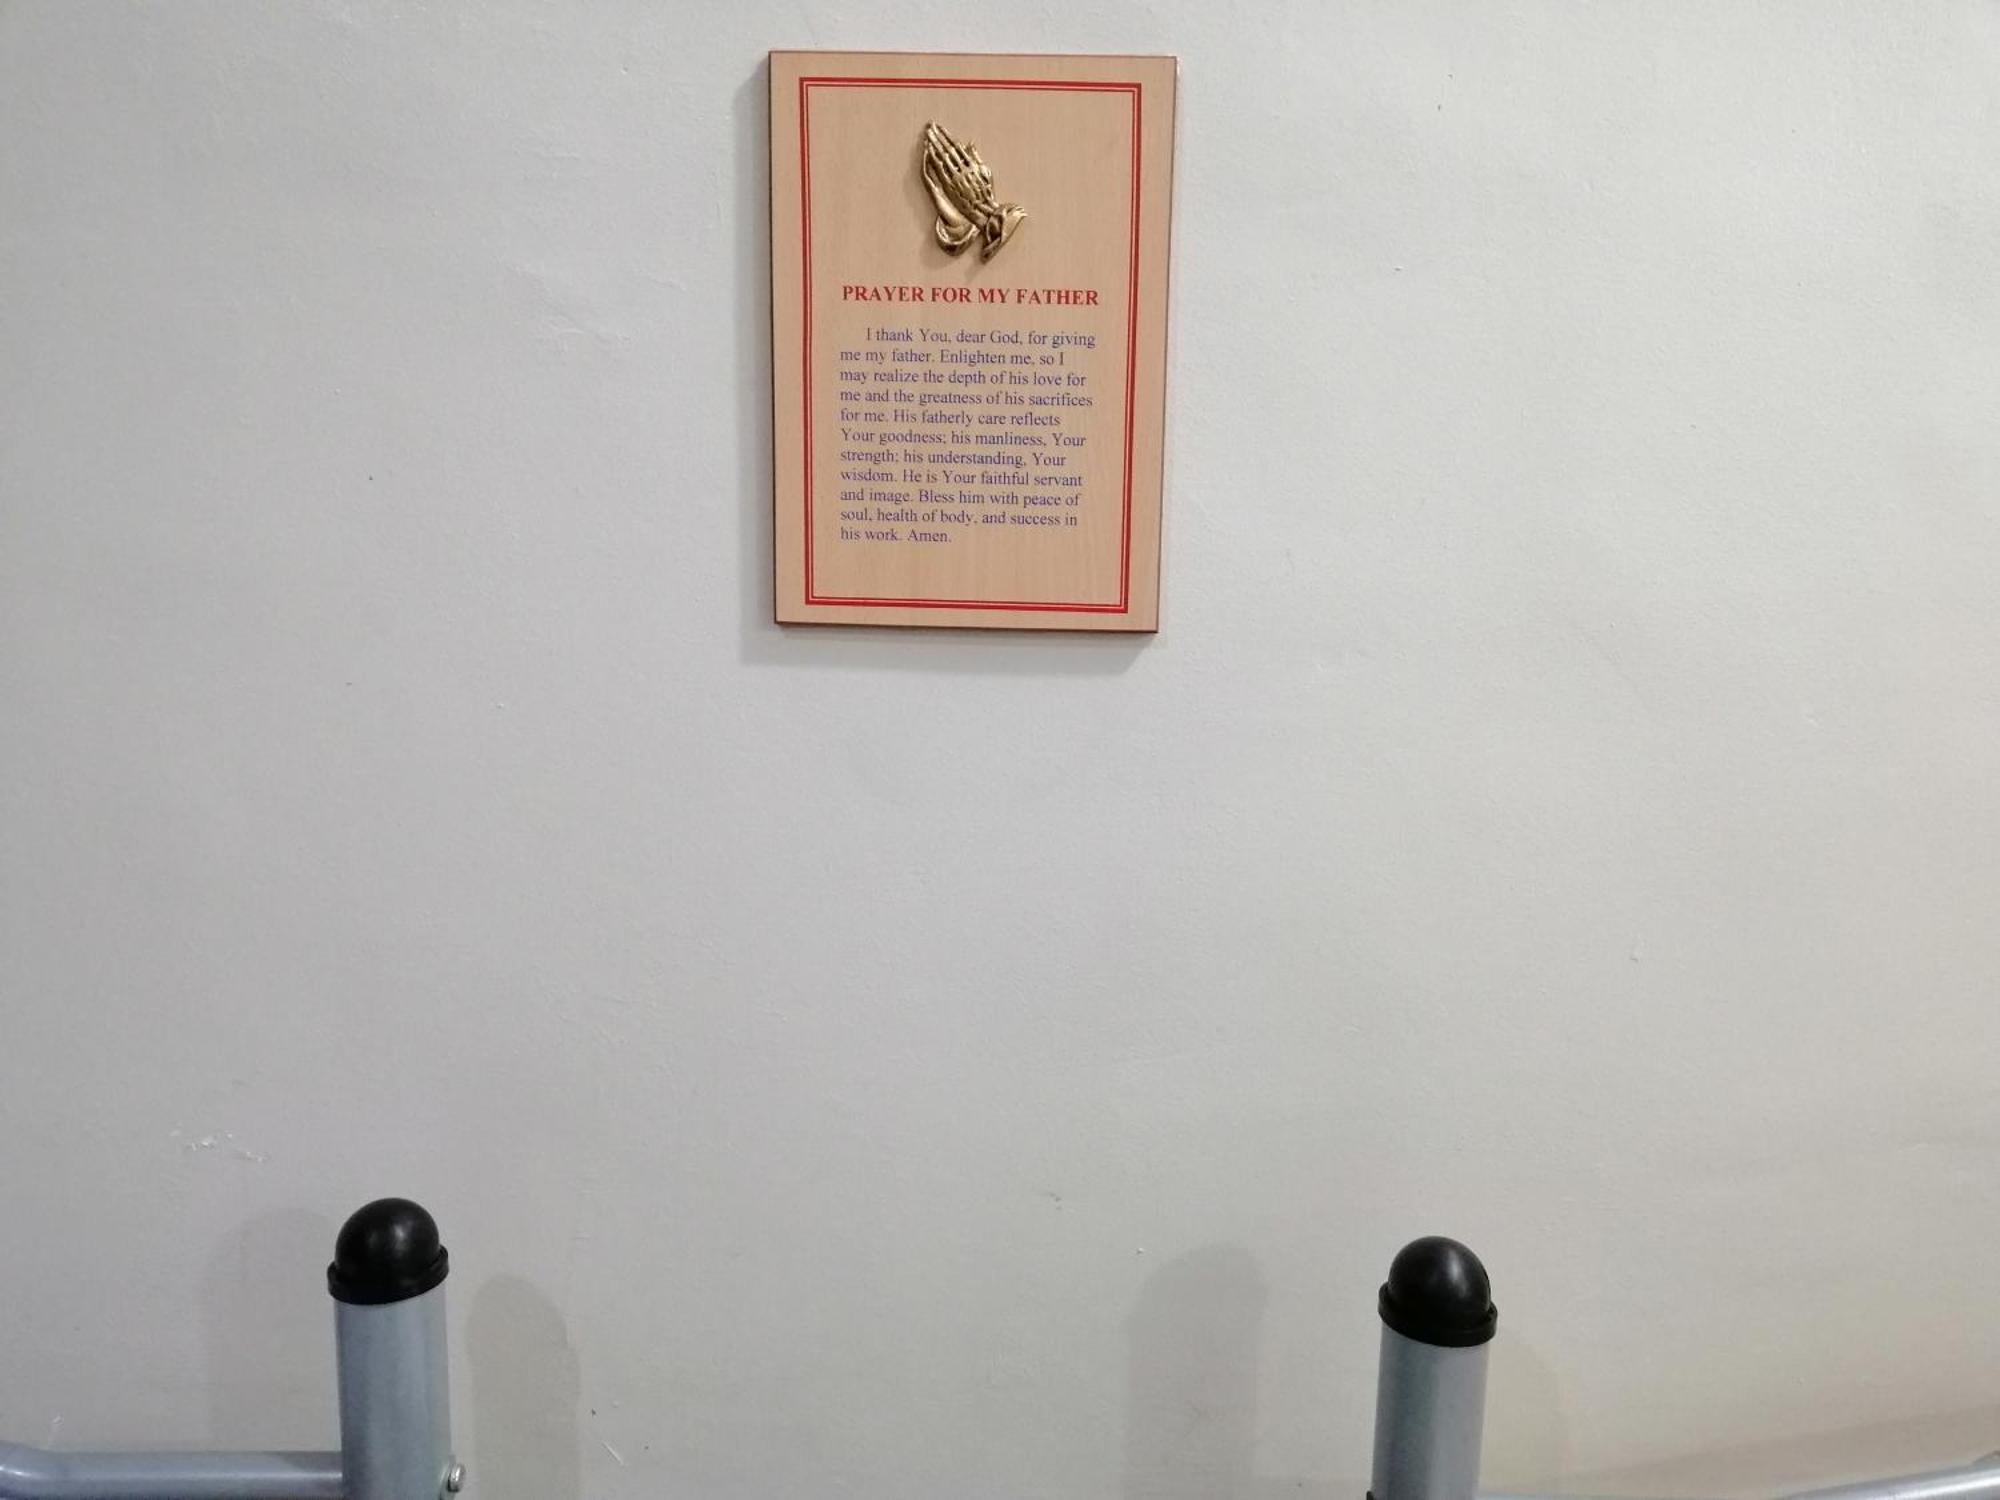 PRAYER FOR MY FATHER
I thank You, dear God, for giving
me my father. Enlighten me, so I
may realize the depth of his love for
me and the greatness of his sacrifices
for me. His fatherly care reflects
Your goodness; his manliness, Your
strength; his understanding, Your
wisdom. He is Your faithful servant
and image. Bless him with peace of
soul, health of body, and success in
his work. Amen.